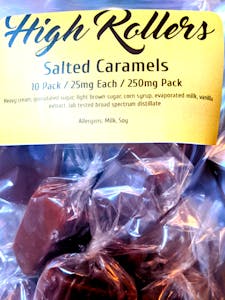 High Rollers
Salted Caramels
10 Pack / 25mg Each / 250mg Pack
Heavy cream, granulated sugar, light brown sugar, corn syrup, evaporated milk, vanilla
extract, lab tested broad spectrum distillate
Allergens: Milk, Soy